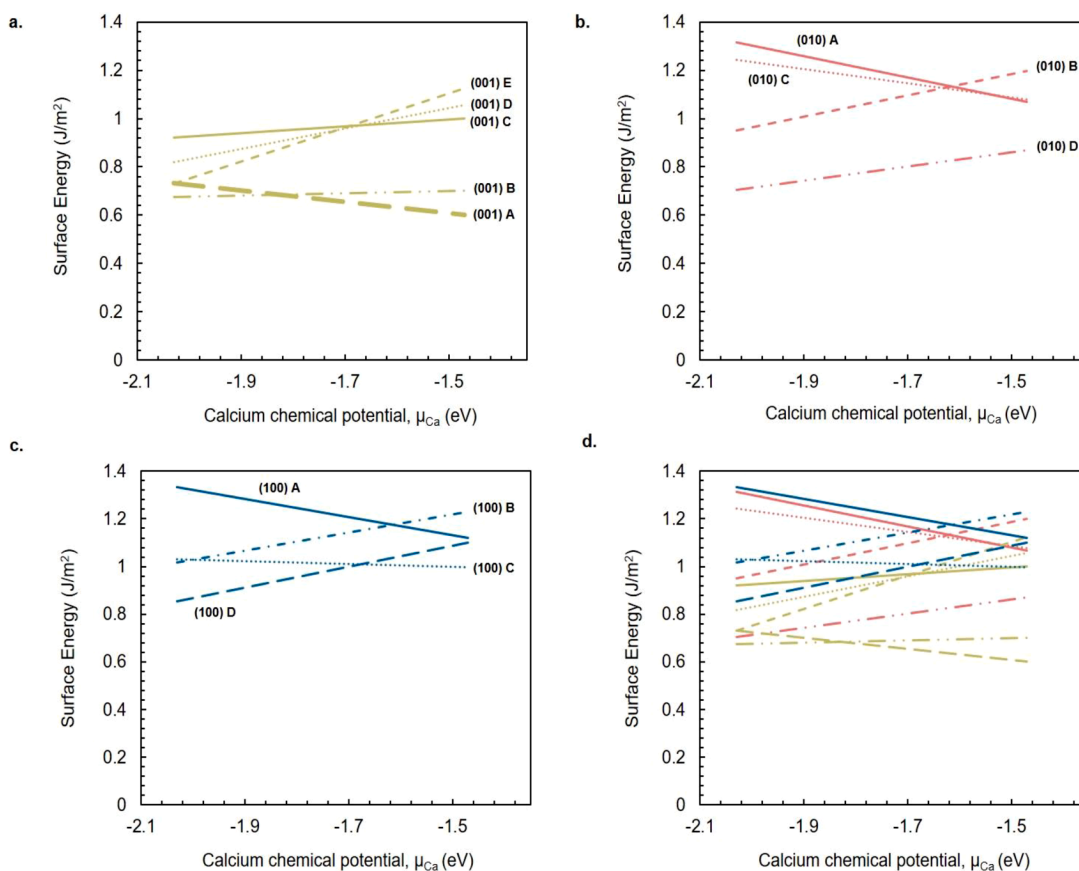 a.
1.4
1.2
1
0.8
0.6
0.4
0.2
0
Surface Energy (J/m²)
(001) E
(001) D
(001) C
(001) B
(001) A
-2.1 -1.9 -1.7 -1.5
Calcium chemical potential, μCa (eV)
b.
1.4
1.2
1
0.8
0.6
0.4
0.2
0
Surface Energy (J/m²)
(010) A
(010) C
(010) B
(010) D
-2.1 -1.9 -1.7 -1.5
Calcium chemical potential, μCa (eV)
c.
1.4
1.2
1
0.8
0.6
0.4
0.2
0
Surface Energy (J/m²)
(100) A
(100) B
(100) C
(100) D
-2.1 -1.9 -1.7 -1.5
Calcium chemical potential, μCa (eV)
d.
1.4
1.2
1
0.8
0.6
0.4
0.2
0
Surface Energy (J/m²)
-2.1 -1.9 -1.7 -1.5
Calcium chemical potential, μCa (eV)